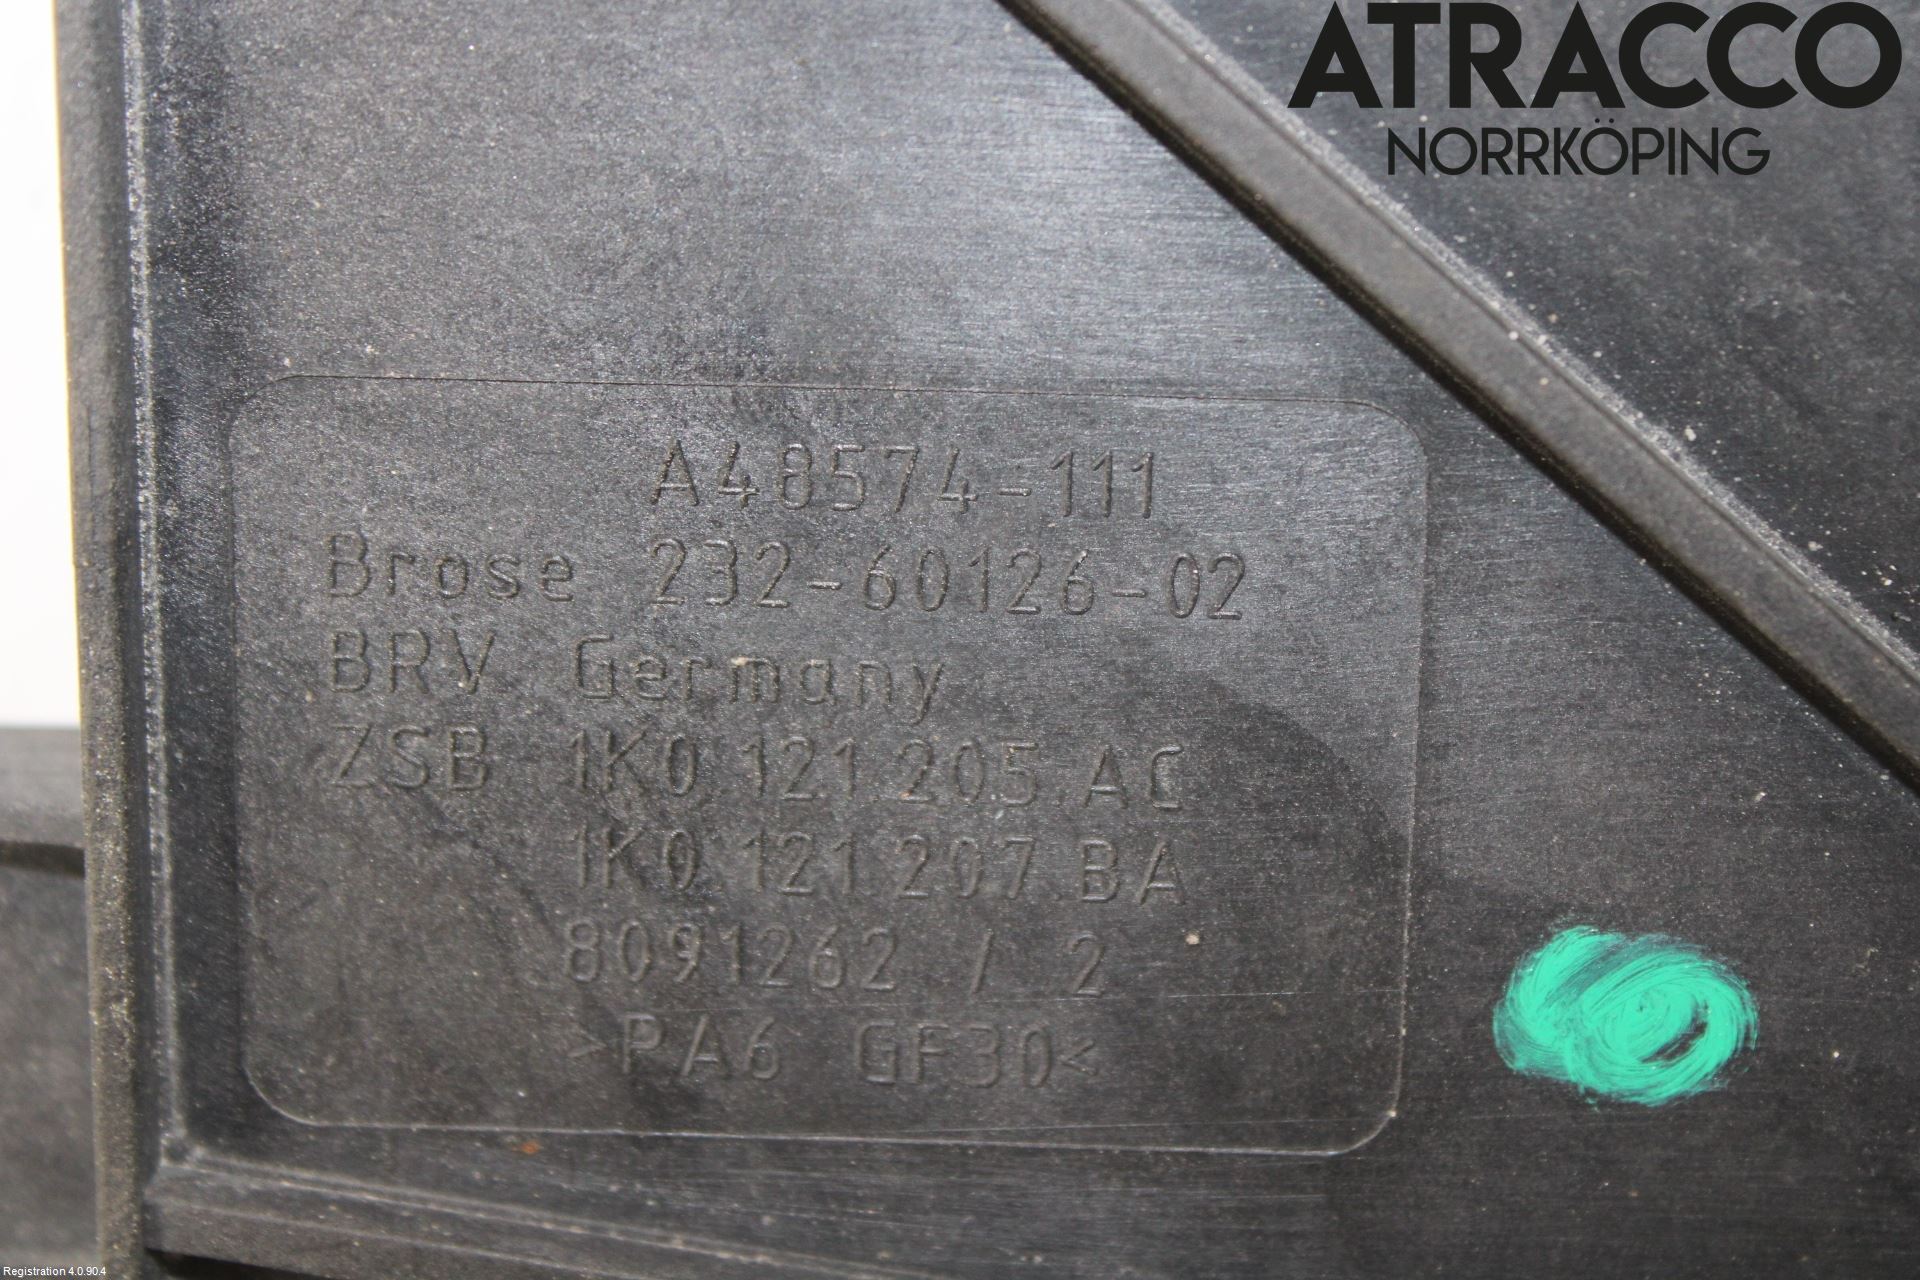 ATRACCO
NORRKÖPING
A48574-111
Brose 232-60126-02
BRV Germany
ZSB 1K0.121.205.AC
1K0.121.207.BA
8091262 / 2
>PA6 GF30<
Registration 4.0.90.4